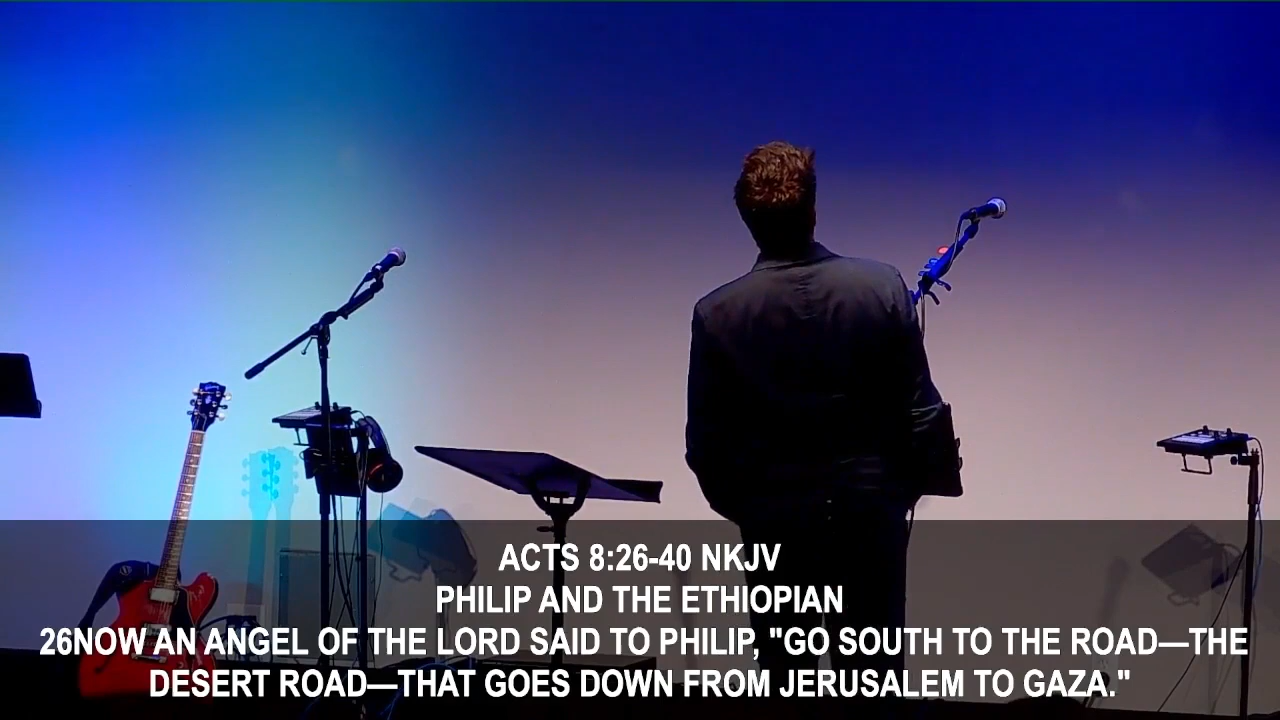 ACTS 8:26-40 NKJV
PHILIP AND THE ETHIOPIAN
26NOW AN ANGEL OF THE LORD SAID TO PHILIP, "GO SOUTH TO THE ROAD—THE
DESERT ROAD—THAT GOES DOWN FROM JERUSALEM TO GAZA."